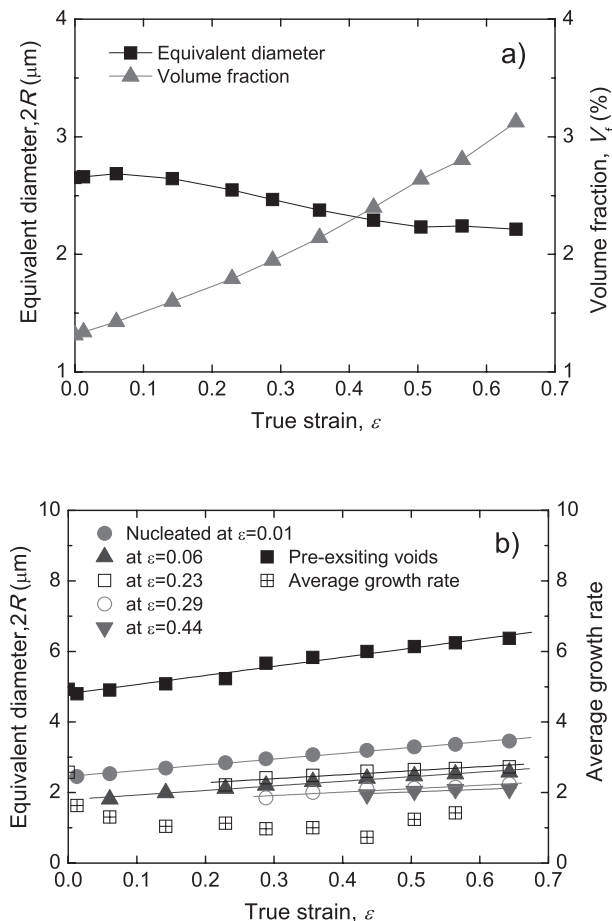 a)
Equivalent diameter
Volume fraction
4
3
2
1
4
3
2
1
Equivalent diameter,2R (μm)
Volume fraction, Vf (%)
0.0 0.1 0.2 0.3 0.4 0.5 0.6 0.7
True strain, ε
b)
Nucleated at ε=0.01
at ε=0.06
at ε=0.23
at ε=0.29
at ε=0.44
Pre-exsiting voids
Average growth rate
10
8
6
4
2
0
10
8
6
4
2
0
Equivalent diameter,2R (μm)
Average growth rate
0.0 0.1 0.2 0.3 0.4 0.5 0.6 0.7
True strain, ε